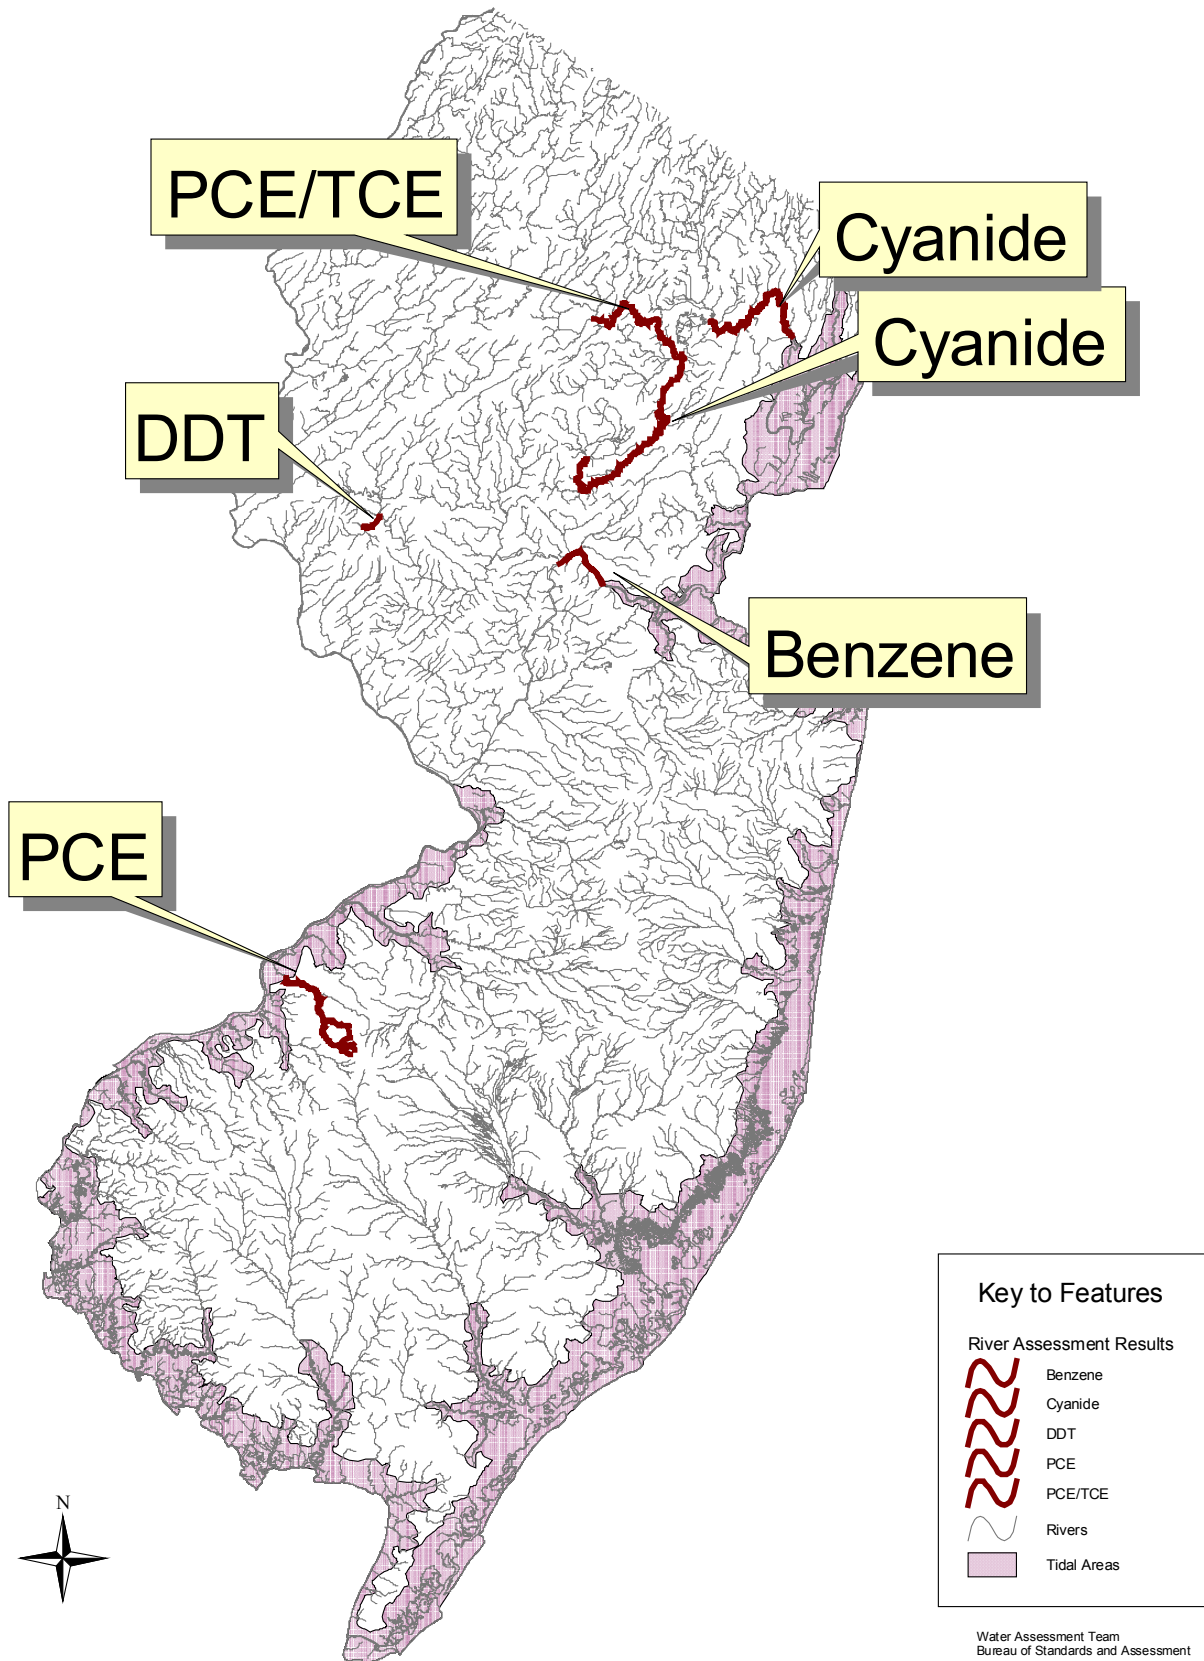 PCE/TCE
Cyanide
Cyanide
DDT
Benzene
PCE
Key to Features
River Assessment Results
Benzene
Cyanide
DDT
PCE
PCE/TCE
Rivers
Tidal Areas
N
Water Assessment Team
Bureau of Standards and Assessment